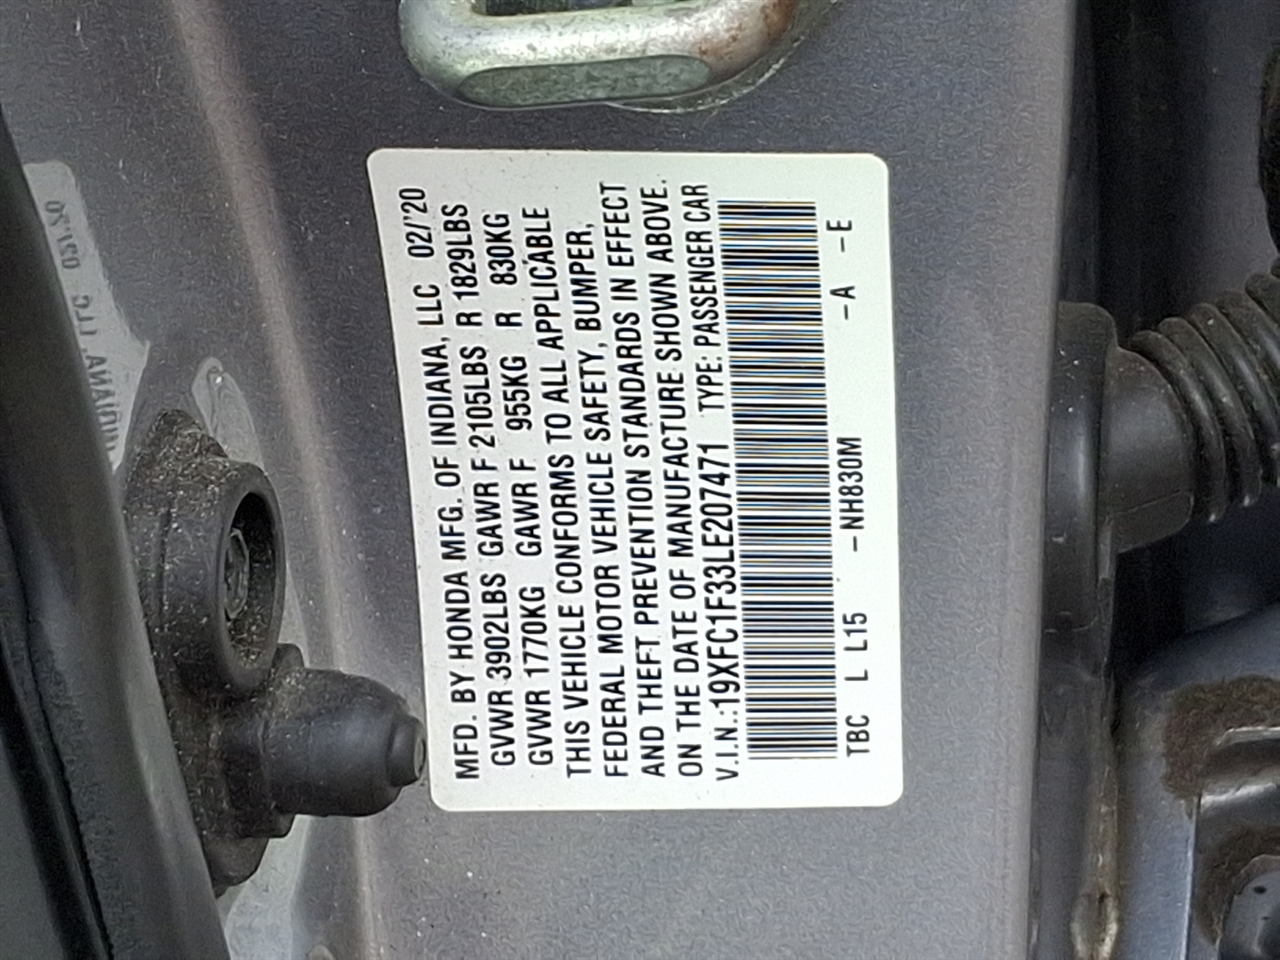 MFD. BY HONDA MFG. OF INDIANA, LLC 02/'20
GVWR 3902LBS GAWR F 2105LBS R 1829LBS
GVWR 1770KG GAWR F 955KG R 830KG
THIS VEHICLE CONFORMS TO ALL APPLICABLE
FEDERAL MOTOR VEHICLE SAFETY, BUMPER,
AND THEFT PREVENTION STANDARDS IN EFFECT
ON THE DATE OF MANUFACTURE SHOWN ABOVE.
V.I.N.:19XFC1F33LE207471 TYPE: PASSENGER CAR
TBC L L15 -NH830M -A -E